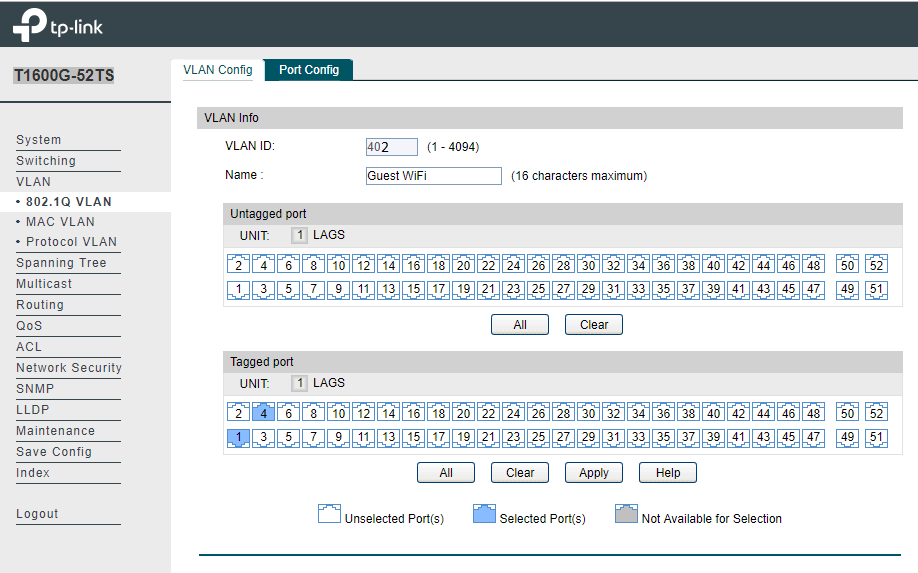 tp-link
T1600G-52TS
VLAN Config Port Config
System
Switching
VLAN
• 802.1Q VLAN
• MAC VLAN
• Protocol VLAN
Spanning Tree
Multicast
Routing
QoS
ACL
Network Security
SNMP
LLDP
Maintenance
Save Config
Index
Logout
VLAN Info
VLAN ID: 402 (1 - 4094)
Name : Guest WiFi (16 characters maximum)
Untagged port
UNIT: 1 LAGS
2 4 6 8 10 12 14 16 18 20 22 24 26 28 30 32 34 36 38 40 42 44 46 48 50 52
1 3 5 7 9 11 13 15 17 19 21 23 25 27 29 31 33 35 37 39 41 43 45 47 49 51
All Clear
Tagged port
UNIT: 1 LAGS
2 4 6 8 10 12 14 16 18 20 22 24 26 28 30 32 34 36 38 40 42 44 46 48 50 52
1 3 5 7 9 11 13 15 17 19 21 23 25 27 29 31 33 35 37 39 41 43 45 47 49 51
All Clear Apply Help
Unselected Port(s) Selected Port(s) Not Available for Selection